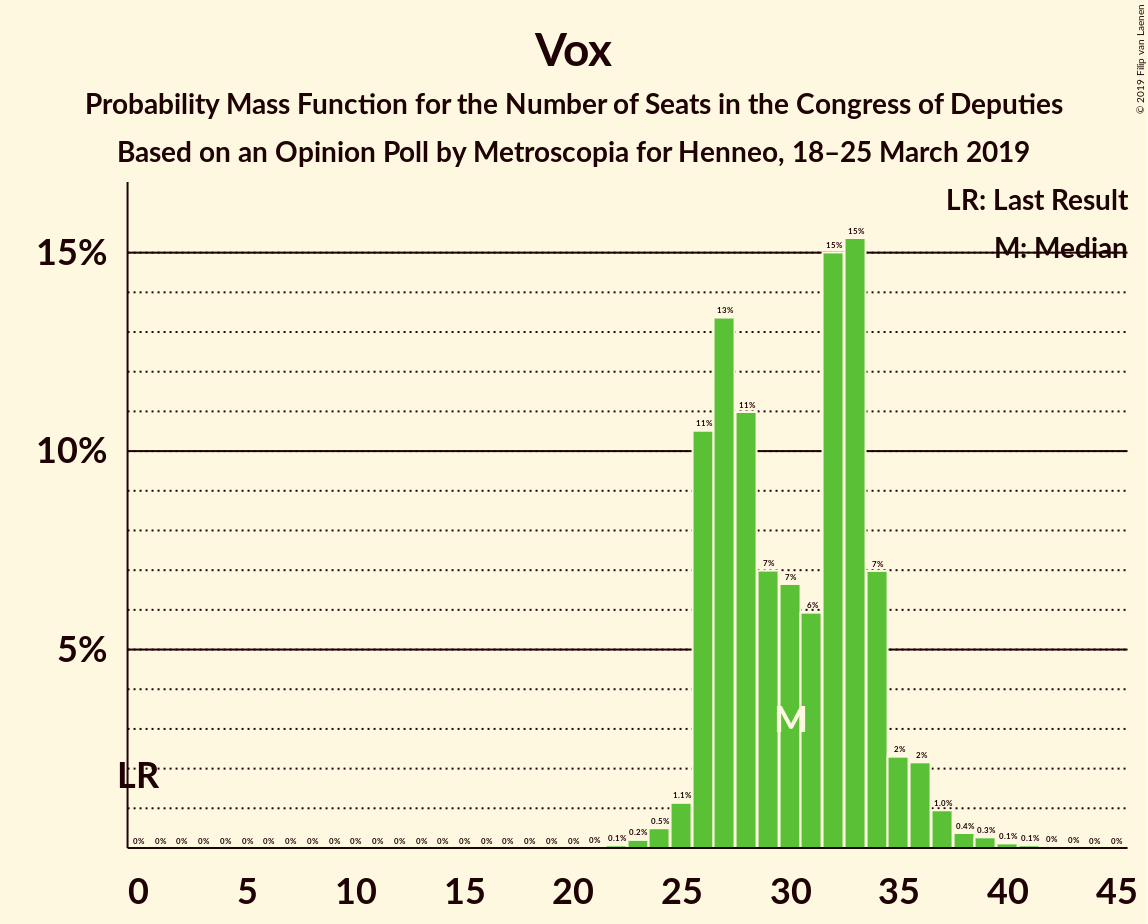 © 2019 Filip van Laenen
Vox
Probability Mass Function for the Number of Seats in the Congress of Deputies
Based on an Opinion Poll by Metroscopia for Henneo, 18–25 March 2019
LR: Last Result
M: Median
15%
10%
5%
0% 0% 0% 0% 0% 0% 0% 0% 0% 0% 0% 0% 0% 0% 0% 0% 0% 0% 0% 0% 0% 0% 0.1% 0.2% 0.5% 1.1% 11% 13% 11% 7% 7% 6% 15% 15% 7% 2% 2% 1.0% 0.4% 0.3% 0.1% 0.1% 0% 0% 0% 0%
M
LR
0 5 10 15 20 25 30 35 40 45